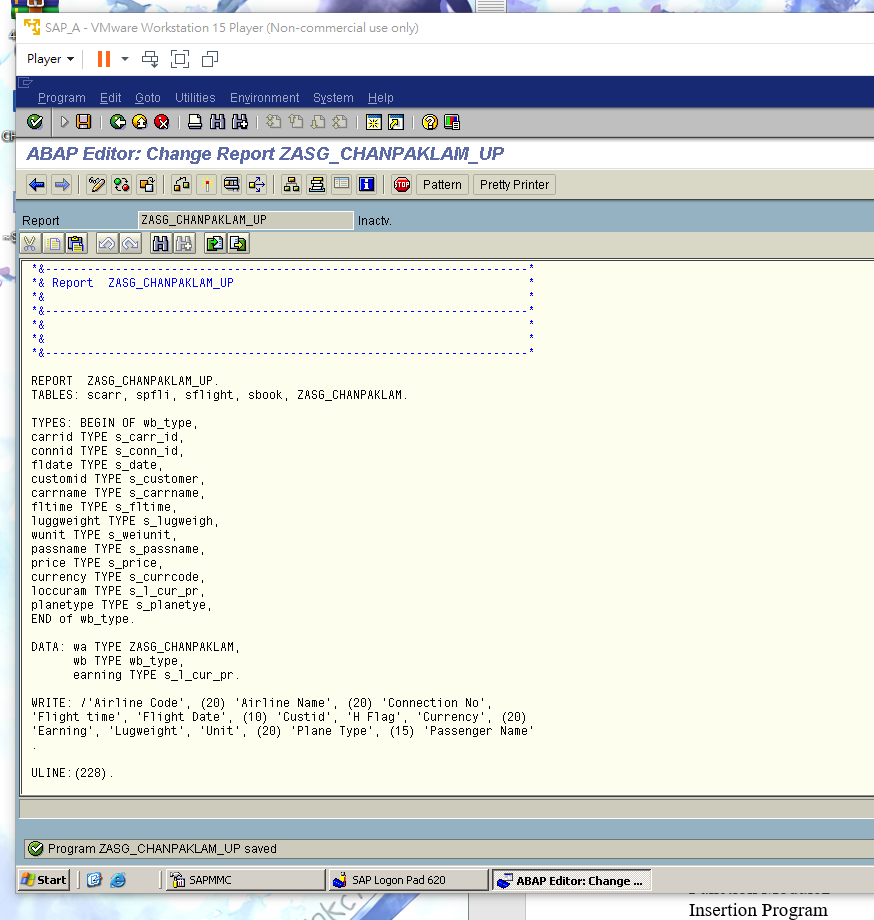 SAP_A - VMware Workstation 15 Player (Non-commercial use only)
Player
Program Edit Goto Utilities Environment System Help
ABAP Editor: Change Report ZASG_CHANPAKLAM_UP
STOP Pattern Pretty Printer
Report ZASG_CHANPAKLAM_UP Inactv.
*&---------------------------------------------------------------------*
*& Report  ZASG_CHANPAKLAM_UP                                          *
*&                                                                     *
*&---------------------------------------------------------------------*
*&                                                                     *
*&                                                                     *
*&---------------------------------------------------------------------*
REPORT  ZASG_CHANPAKLAM_UP.
TABLES: scarr, spfli, sflight, sbook, ZASG_CHANPAKLAM.
TYPES: BEGIN OF wb_type,
carrid TYPE s_carr_id,
connid TYPE s_conn_id,
fldate TYPE s_date,
customid TYPE s_customer,
carrname TYPE s_carrname,
fltime TYPE s_fltime,
luggweight TYPE s_lugweigh,
wunit TYPE s_weiunit,
passname TYPE s_passname,
price TYPE s_price,
currency TYPE s_currcode,
loccuram TYPE s_l_cur_pr,
planetype TYPE s_planetye,
END of wb_type.
DATA: wa TYPE ZASG_CHANPAKLAM,
      wb TYPE wb_type,
      earning TYPE s_l_cur_pr.
WRITE: /'Airline Code', (20) 'Airline Name', (20) 'Connection No',
'Flight time', 'Flight Date', (10) 'Custid', 'H Flag', 'Currency', (20)
'Earning', 'Lugweight', 'Unit', (20) 'Plane Type', (15) 'Passenger Name'
.
ULINE:(228).
Program ZASG_CHANPAKLAM_UP saved
Start SAPMMC SAP Logon Pad 620 ABAP Editor: Change ...
Insertion Program